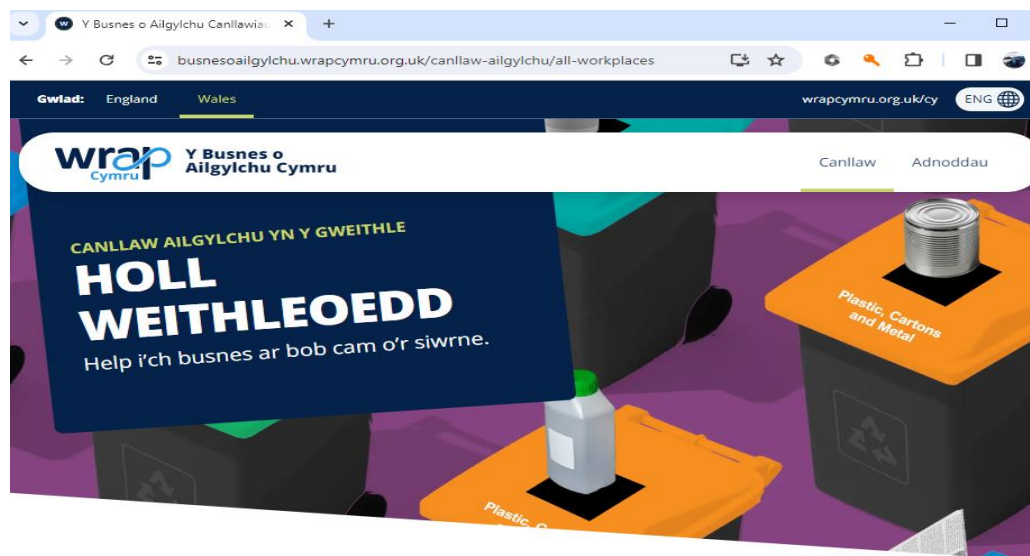 Y Busnes o Ailgylchu Canllawiau
busnesoailgylchu.wrapcymru.org.uk/canllaw-ailgylchu/all-workplaces
Gwlad: England Wales wrapcymru.org.uk/cy ENG
wrap Cymru
Y Busnes o
Ailgylchu Cymru
Canllaw Adnoddau
CANLLAW AILGYLCHU YN Y GWEITHLE
HOLL
WEITHLEOEDD
Help i'ch busnes ar bob cam o'r siwrne.
Plastic, Cartons
and Metal
Plastic,